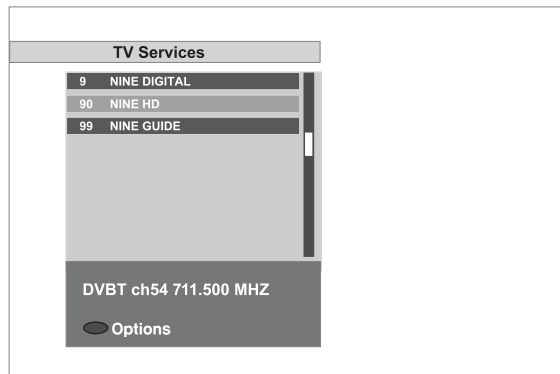 TV Services
9 NINE DIGITAL
90 NINE HD
99 NINE GUIDE
DVBT ch54 711.500 MHZ
Options